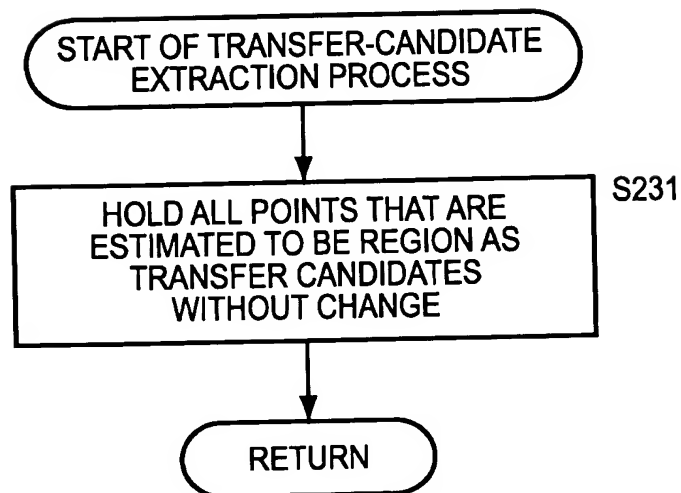 START OF TRANSFER-CANDIDATE
EXTRACTION PROCESS
S231
HOLD ALL POINTS THAT ARE
ESTIMATED TO BE REGION AS
TRANSFER CANDIDATES
WITHOUT CHANGE
RETURN